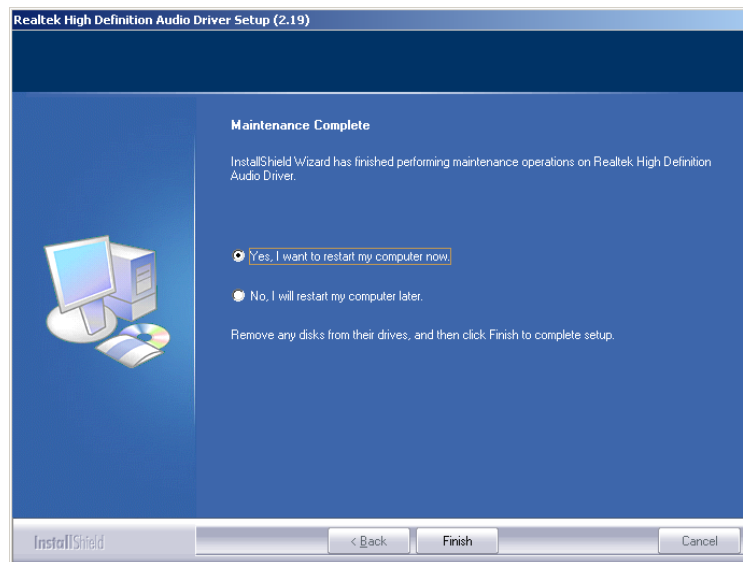 Realtek High Definition Audio Driver Setup (2.19)
Maintenance Complete
InstallShield Wizard has finished performing maintenance operations on Realtek High Definition
Audio Driver.
Yes, I want to restart my computer now.
No, I will restart my computer later.
Remove any disks from their drives, and then click Finish to complete setup.
InstallShield
< Back
Finish
Cancel